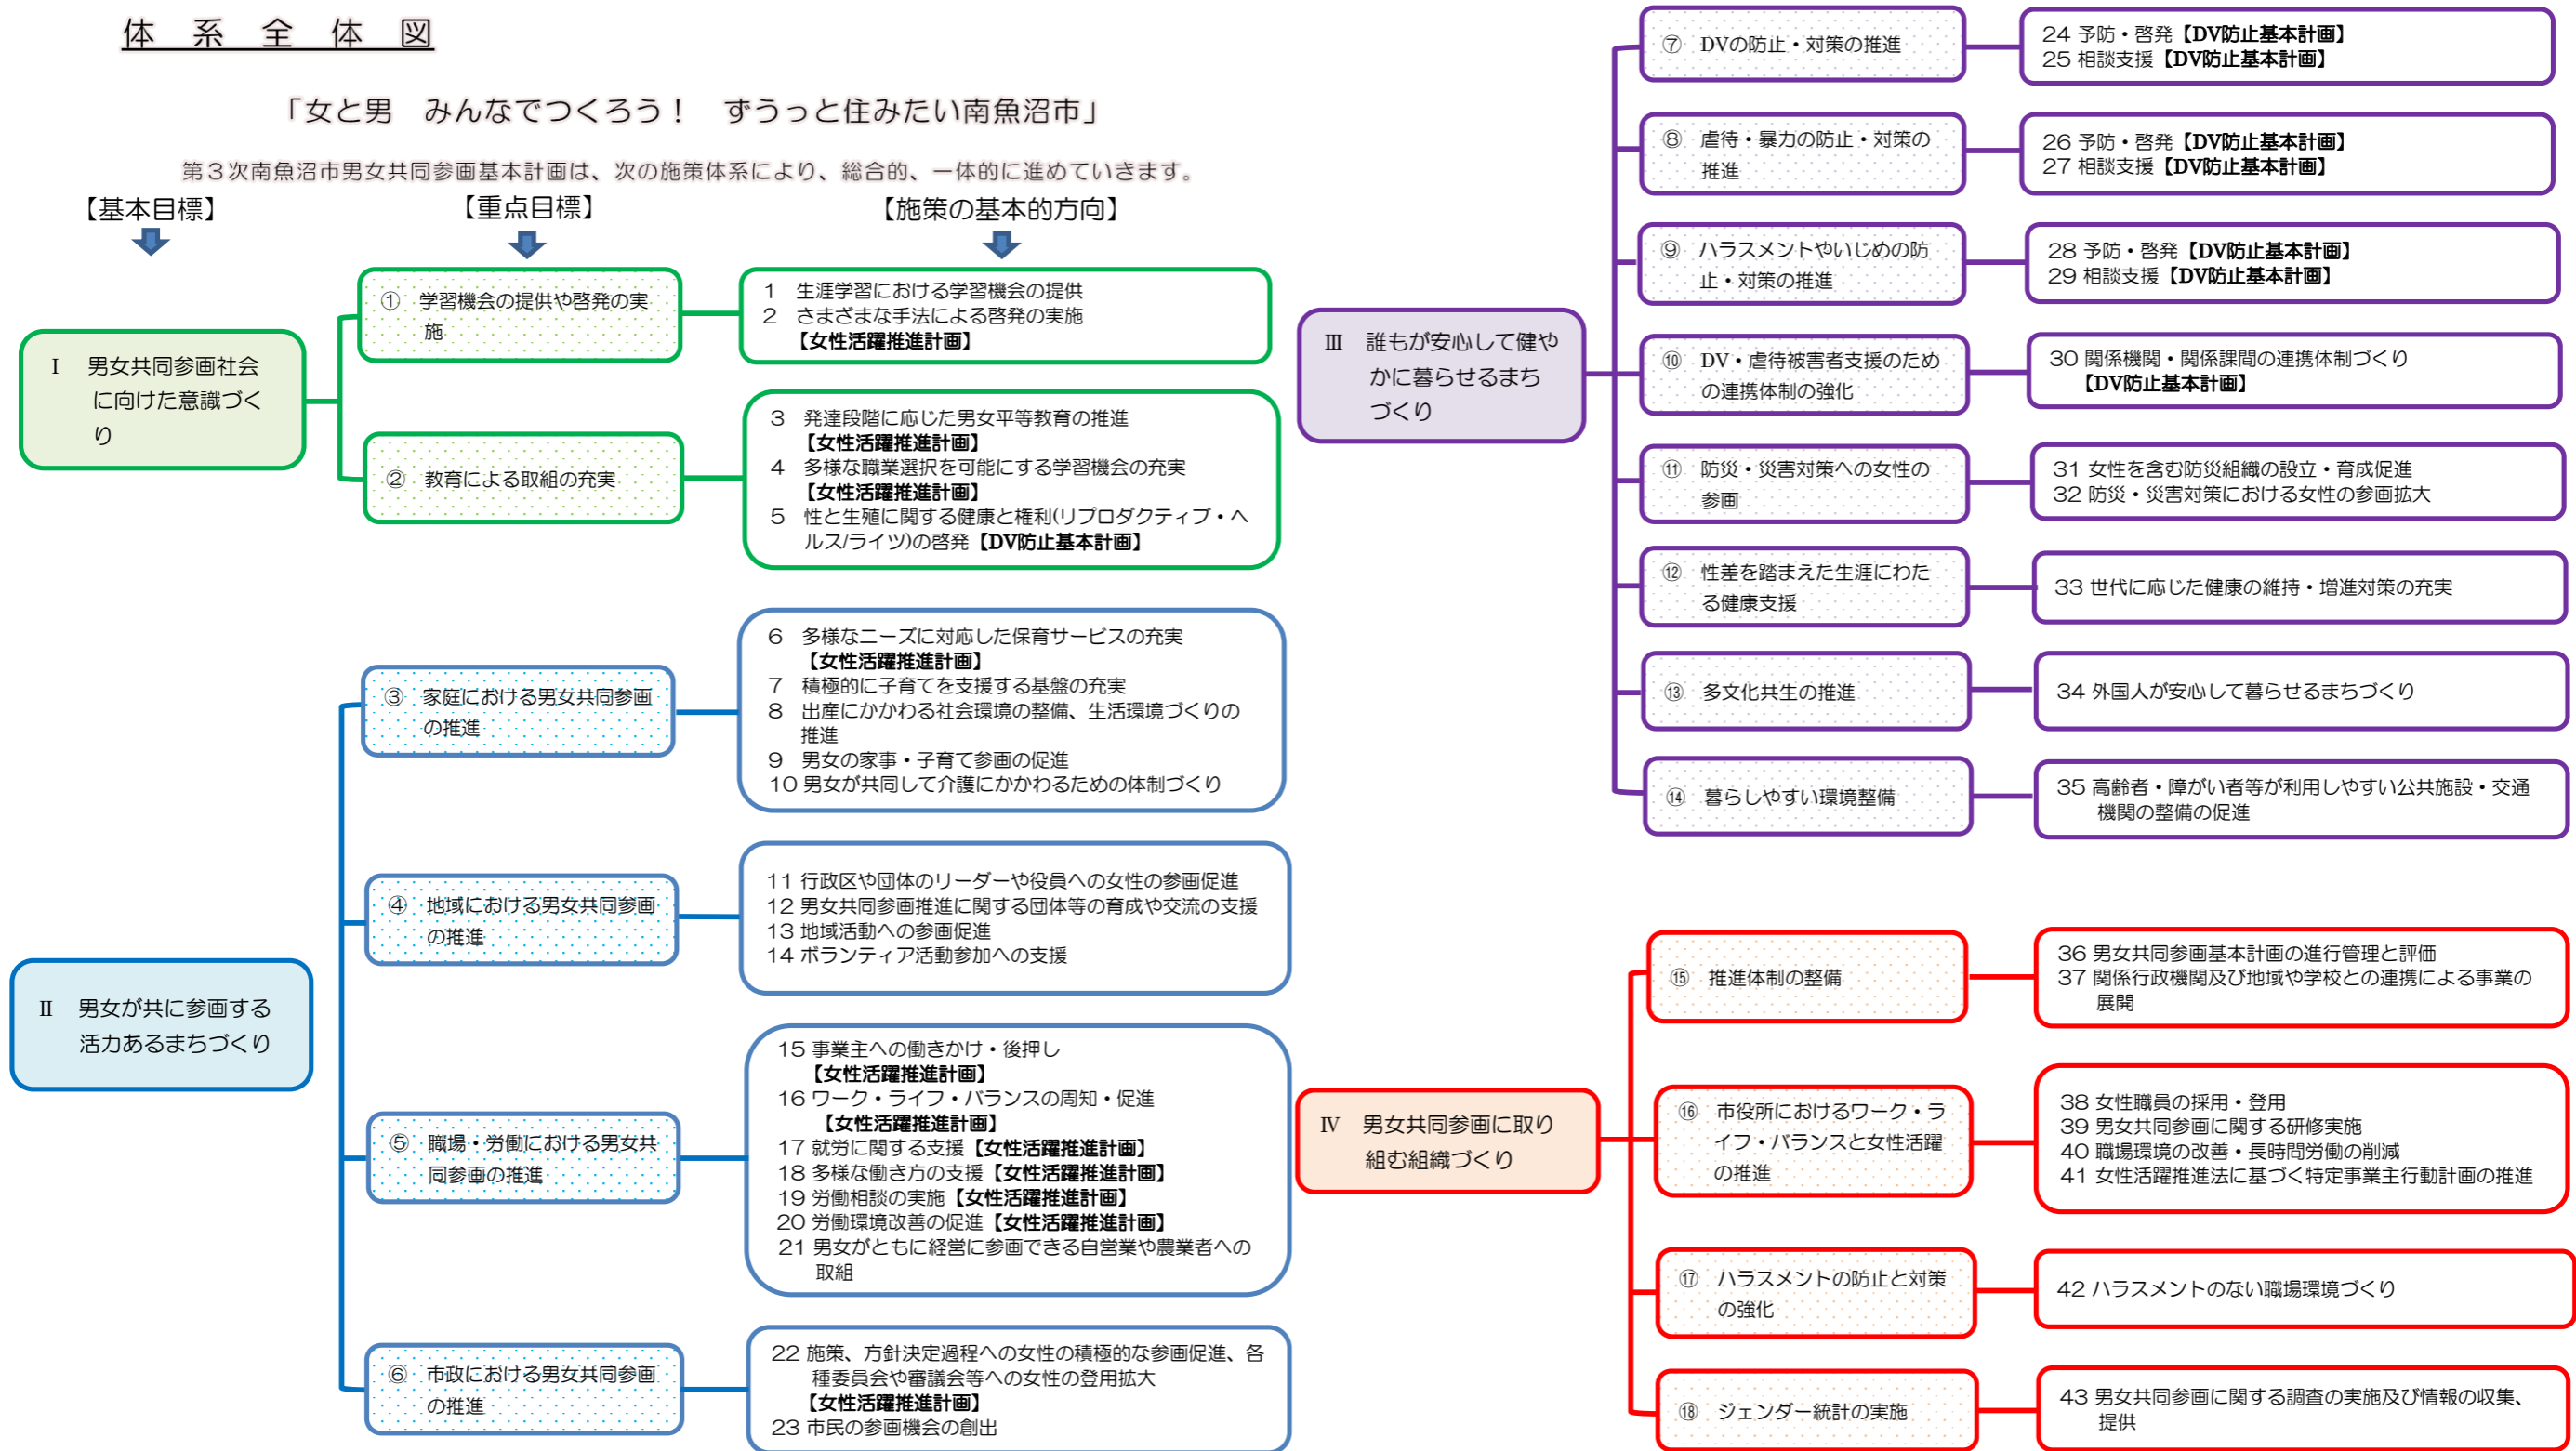 体系全体図
「女と男　みんなでつくろう！　ずうっと住みたい南魚沼市」
第３次南魚沼市男女共同参画基本計画は、次の施策体系により、総合的、一体的に進めていきます。
【基本目標】
【重点目標】
【施策の基本的方向】
Ⅰ　男女共同参画社会
に向けた意識づく
り
①　学習機会の提供や啓発の実
施
1　生涯学習における学習機会の提供
2　さまざまな手法による啓発の実施
【女性活躍推進計画】
②　教育による取組の充実
3　発達段階に応じた男女平等教育の推進
【女性活躍推進計画】
4　多様な職業選択を可能にする学習機会の充実
【女性活躍推進計画】
5　性と生殖に関する健康と権利(リプロダクティブ・ヘ
ルス/ライツ)の啓発【DV防止基本計画】
Ⅱ　男女が共に参画する
活力あるまちづくり
③　家庭における男女共同参画
の推進
6　多様なニーズに対応した保育サービスの充実
【女性活躍推進計画】
7　積極的に子育てを支援する基盤の充実
8　出産にかかわる社会環境の整備、生活環境づくりの
推進
9　男女の家事・子育て参画の促進
10 男女が共同して介護にかかわるための体制づくり
④　地域における男女共同参画
の推進
11 行政区や団体のリーダーや役員への女性の参画促進
12 男女共同参画推進に関する団体等の育成や交流の支援
13 地域活動への参画促進
14 ボランティア活動参加への支援
⑤　職場・労働における男女共
同参画の推進
15 事業主への働きかけ・後押し
【女性活躍推進計画】
16 ワーク・ライフ・バランスの周知・促進
【女性活躍推進計画】
17 就労に関する支援【女性活躍推進計画】
18 多様な働き方の支援【女性活躍推進計画】
19 労働相談の実施【女性活躍推進計画】
20 労働環境改善の促進【女性活躍推進計画】
21 男女がともに経営に参画できる自営業や農業者への
取組
⑥　市政における男女共同参画
の推進
22 施策、方針決定過程への女性の積極的な参画促進、各
種委員会や審議会等への女性の登用拡大
【女性活躍推進計画】
23 市民の参画機会の創出
Ⅲ　誰もが安心して健や
かに暮らせるまち
づくり
⑦　DVの防止・対策の推進
24 予防・啓発【DV防止基本計画】
25 相談支援【DV防止基本計画】
⑧　虐待・暴力の防止・対策の
推進
26 予防・啓発【DV防止基本計画】
27 相談支援【DV防止基本計画】
⑨　ハラスメントやいじめの防
止・対策の推進
28 予防・啓発【DV防止基本計画】
29 相談支援【DV防止基本計画】
⑩　DV・虐待被害者支援のため
の連携体制の強化
30 関係機関・関係課間の連携体制づくり
【DV防止基本計画】
⑪　防災・災害対策への女性の
参画
31 女性を含む防災組織の設立・育成促進
32 防災・災害対策における女性の参画拡大
⑫　性差を踏まえた生涯にわた
る健康支援
33 世代に応じた健康の維持・増進対策の充実
⑬　多文化共生の推進
34 外国人が安心して暮らせるまちづくり
⑭　暮らしやすい環境整備
35 高齢者・障がい者等が利用しやすい公共施設・交通
機関の整備の促進
Ⅳ　男女共同参画に取り
組む組織づくり
⑮　推進体制の整備
36 男女共同参画基本計画の進行管理と評価
37 関係行政機関及び地域や学校との連携による事業の
展開
⑯　市役所におけるワーク・ラ
イフ・バランスと女性活躍
の推進
38 女性職員の採用・登用
39 男女共同参画に関する研修実施
40 職場環境の改善・長時間労働の削減
41 女性活躍推進法に基づく特定事業主行動計画の推進
⑰　ハラスメントの防止と対策
の強化
42 ハラスメントのない職場環境づくり
⑱　ジェンダー統計の実施
43 男女共同参画に関する調査の実施及び情報の収集、
提供